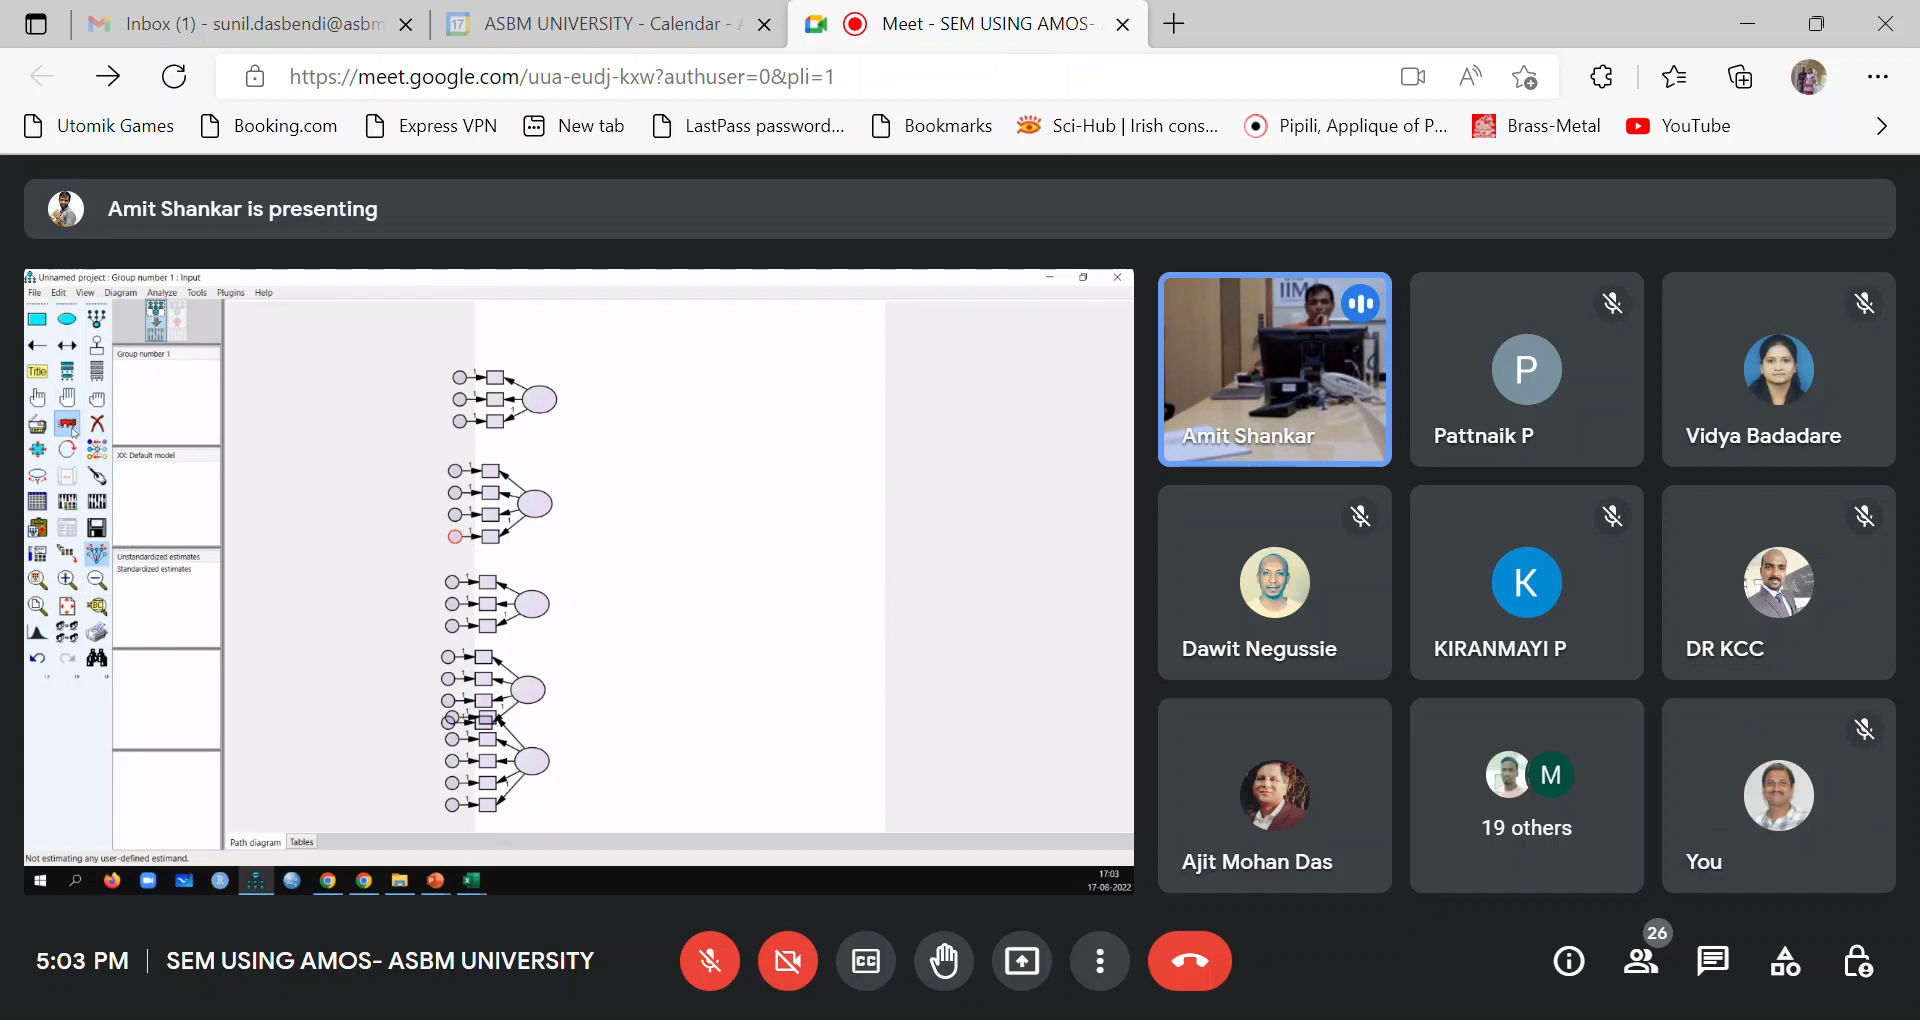 Inbox (1) - sunil.dasbendi@asbm
ASBM UNIVERSITY - Calendar -
Meet - SEM USING AMOS-
https://meet.google.com/uua-eudj-kxw?authuser=0&pli=1
Utomik Games
Booking.com
Express VPN
New tab
LastPass password...
Bookmarks
Sci-Hub | Irish cons...
Pipili, Applique of P...
Brass-Metal
YouTube
Amit Shankar is presenting
Unnamed project : Group number 1 : Input
File Edit View Diagram Analyze Tools Plugins Help
Title
Group number 1
XX: Default model
Unstandardized estimates
Standardized estimates
Path diagram Tables
Not estimating any user-defined estimand.
17:03
17-08-2022
IIM
Amit Shankar
P
Pattnaik P
Vidya Badadare
Dawit Negussie
K
KIRANMAYI P
DR KCC
Ajit Mohan Das
M
19 others
You
5:03 PM | SEM USING AMOS- ASBM UNIVERSITY
CC
26